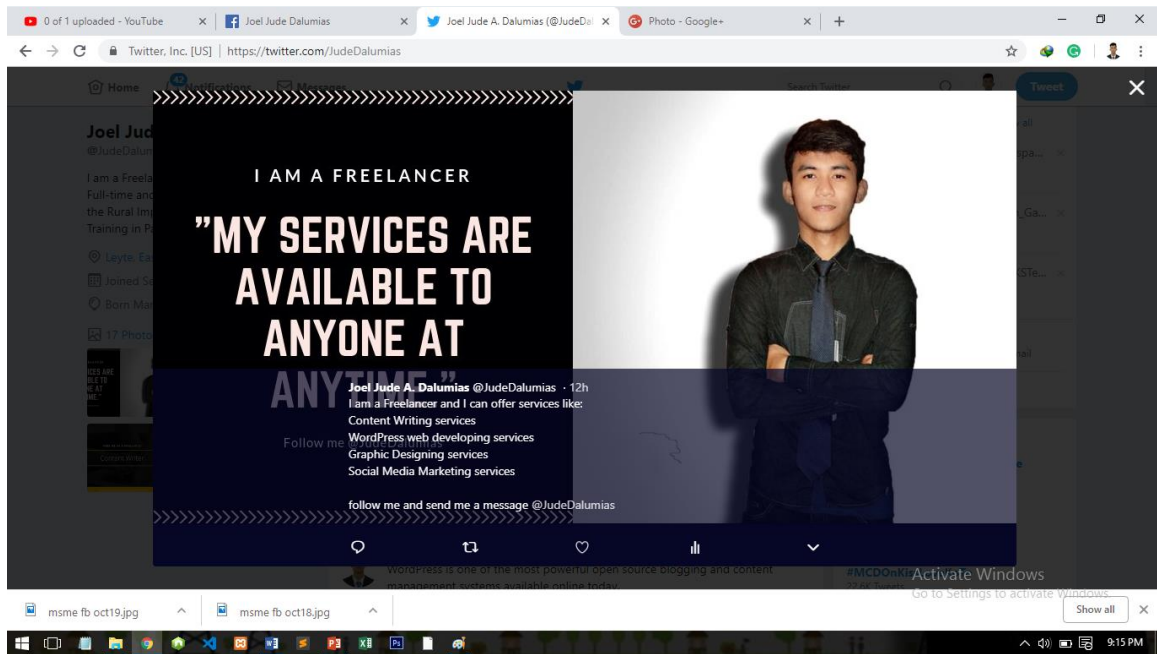 0 of 1 uploaded - YouTube
Joel Jude Dalumias
Joel Jude A. Dalumias (@JudeDal
Photo - Google+
Twitter, Inc. [US] | https://twitter.com/JudeDalumias
Home
42
Notifications
Messages
Search Twitter
Tweet
Joel Jud
@JudeDalum
I am a Freela
Full-time and
the Rural Imp
Training in Pa
Leyte, Ea
Joined Se
Born Mar
17 Photo
I AM A FREELANCER
"MY SERVICES ARE
AVAILABLE TO
ANYONE AT
ANYTIME."
Follow me @JudeDalumias
Joel Jude A. Dalumias @JudeDalumias · 12h
I am a Freelancer and I can offer services like:
Content Writing services
WordPress web developing services
Graphic Designing services
Social Media Marketing services
follow me and send me a message @JudeDalumias
WordPress is one of the most powerful open source blogging and content
management systems available online today.
Activate Windows
Go to Settings to activate Windows.
msme fb oct19.jpg
msme fb oct18.jpg
Show all
9:15 PM